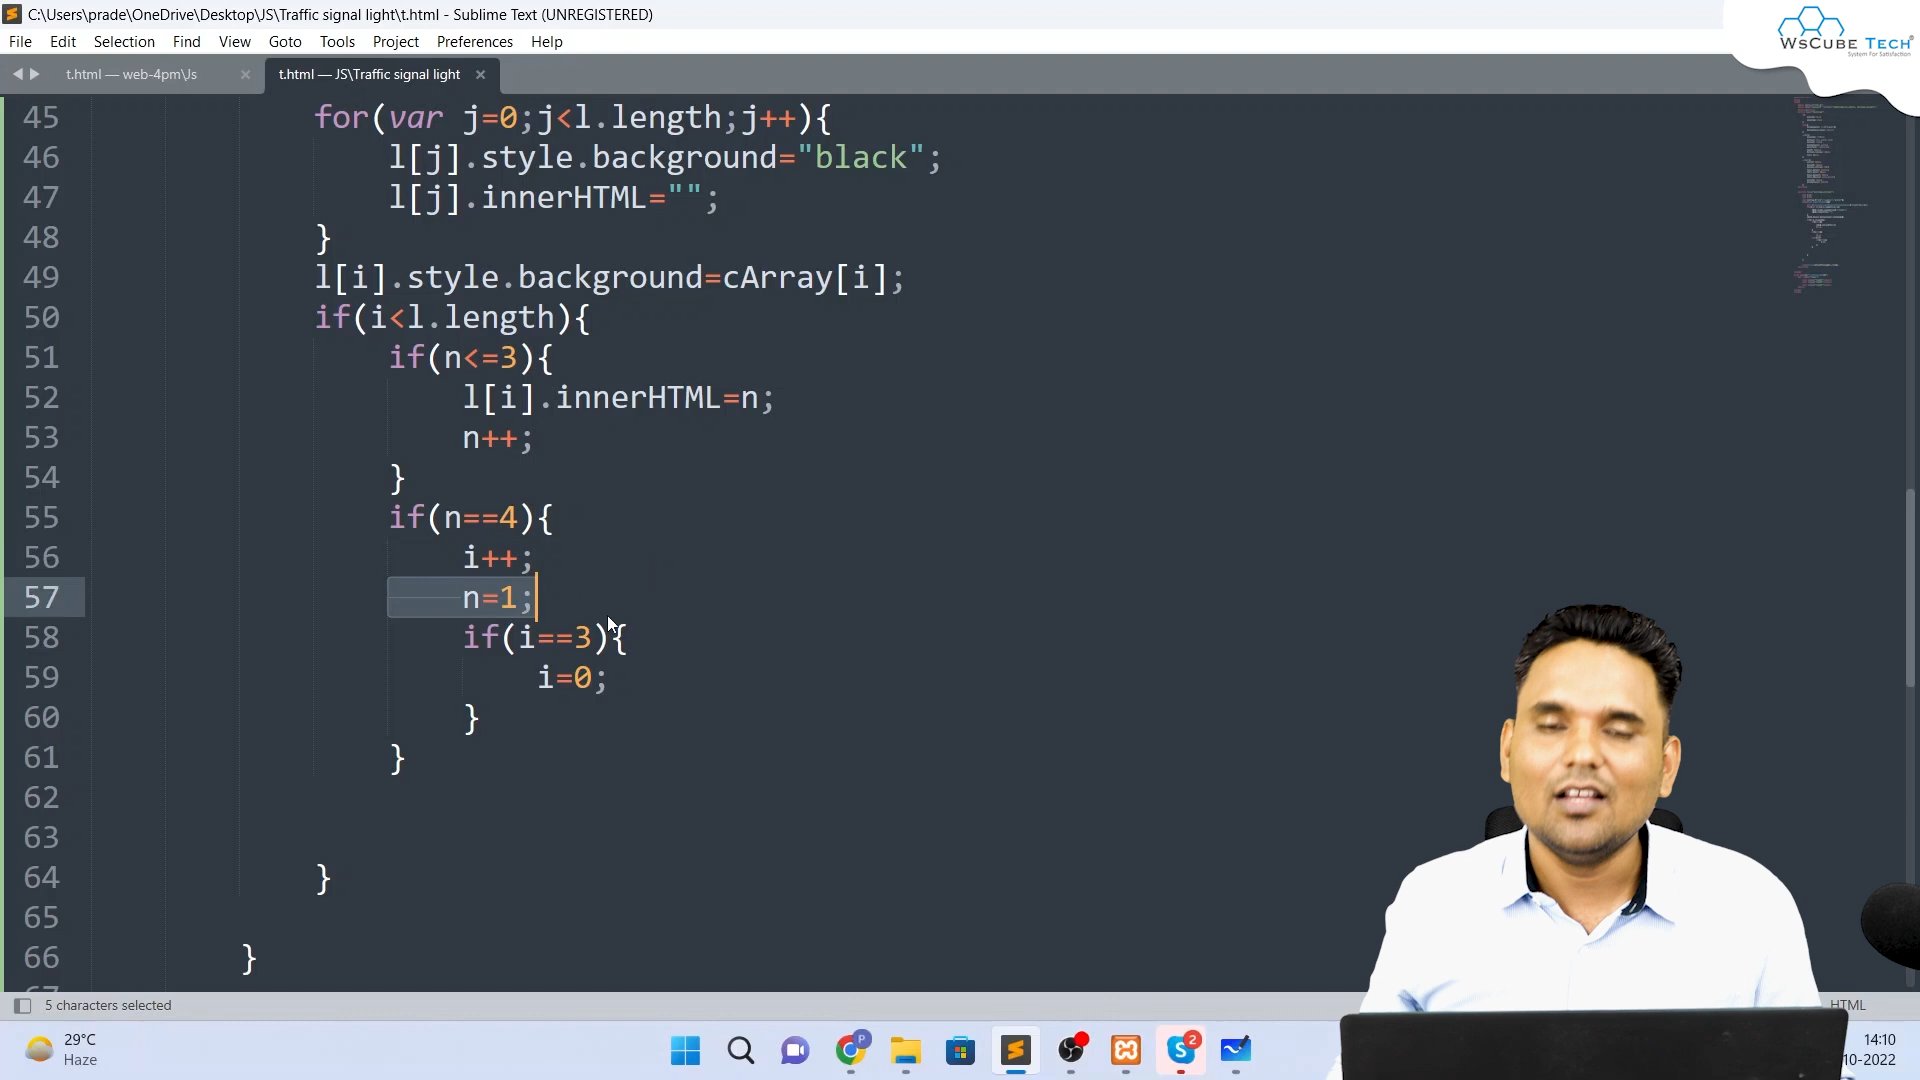 C:\Users\prade\OneDrive\Desktop\JS\Traffic signal light\t.html - Sublime Text (UNREGISTERED)
File Edit Selection Find View Goto Tools Project Preferences Help
WsCube Tech
System For Satisfaction
t.html — web-4pm\Js × t.html — JS\Traffic signal light ×
45 for(var j=0;j<l.length;j++){
46 l[j].style.background="black";
47 l[j].innerHTML="";
48 }
49 l[i].style.background=cArray[i];
50 if(i<l.length){
51 if(n<=3){
52 l[i].innerHTML=n;
53 n++;
54 }
55 if(n==4){
56 i++;
57 n=1;
58 if(i==3){
59 i=0;
60 }
61 }
62
63
64 }
65
66 }
5 characters selected
HTML
29°C
Haze
P
2
14:10
10-2022